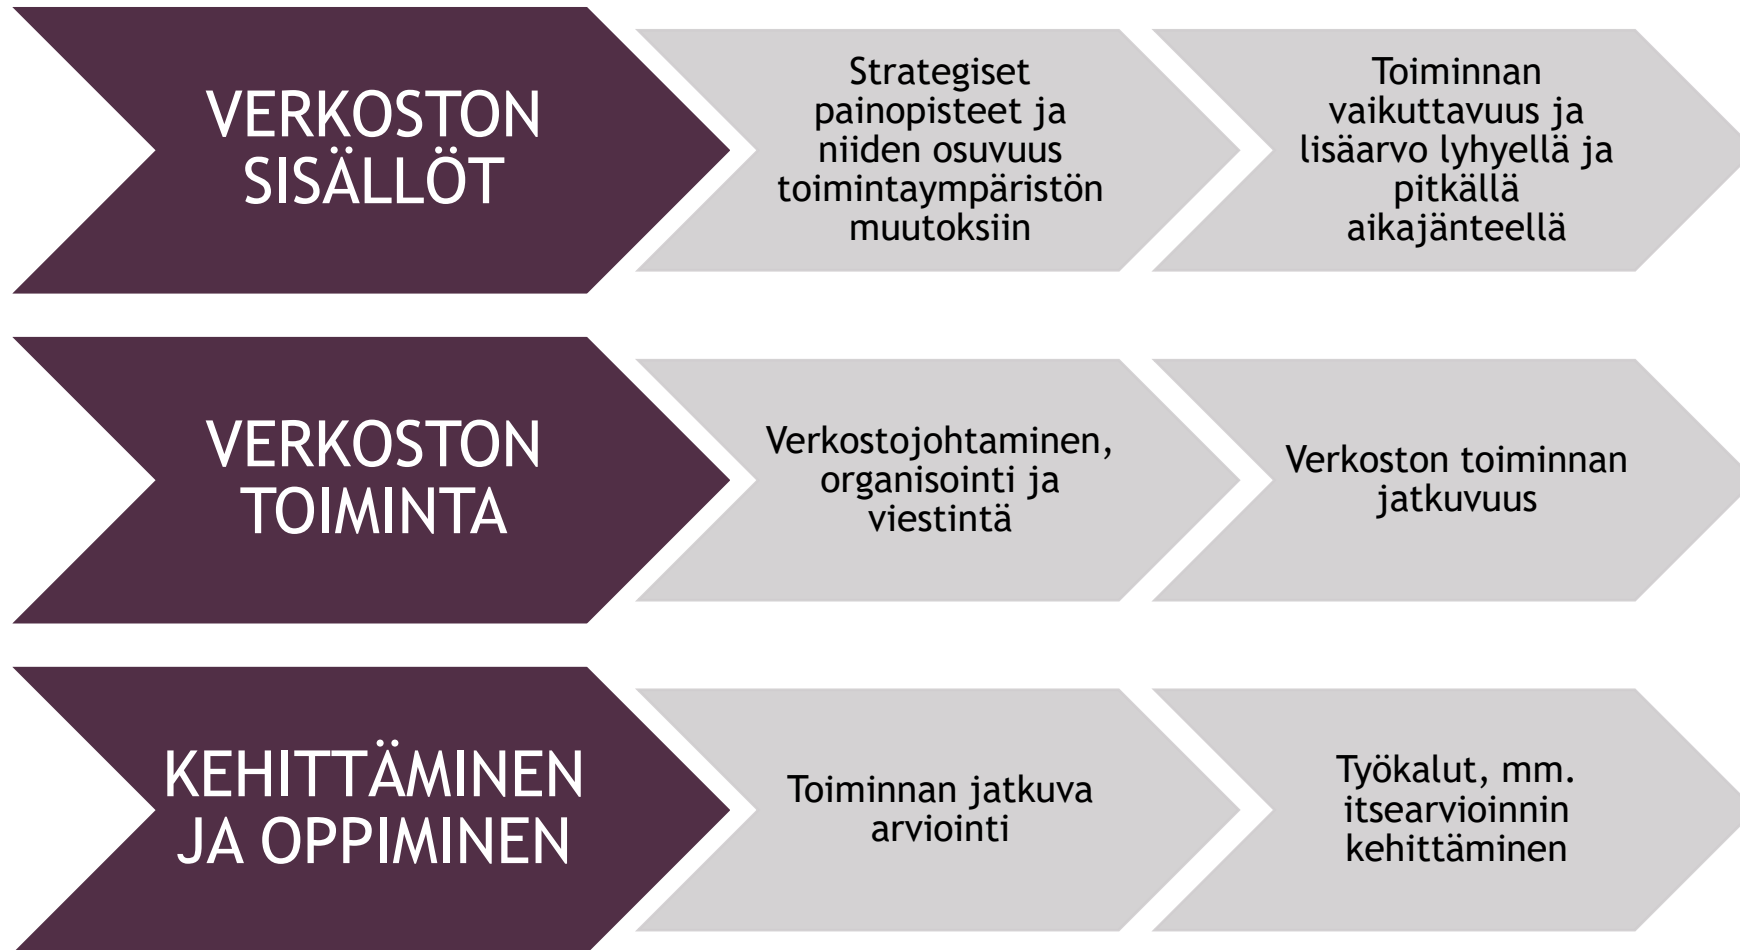 VERKOSTON
SISÄLLÖT
Strategiset
painopisteet ja
niiden osuvuus
toimintaympäristön
muutoksiin
Toiminnan
vaikuttavuus ja
lisäarvo lyhyellä ja
pitkällä
aikajänteellä
VERKOSTON
TOIMINTA
Verkostojohtaminen,
organisointi ja
viestintä
Verkoston toiminnan
jatkuvuus
KEHITTÄMINEN
JA OPPIMINEN
Toiminnan jatkuva
arviointi
Työkalut, mm.
itsearvioinnin
kehittäminen